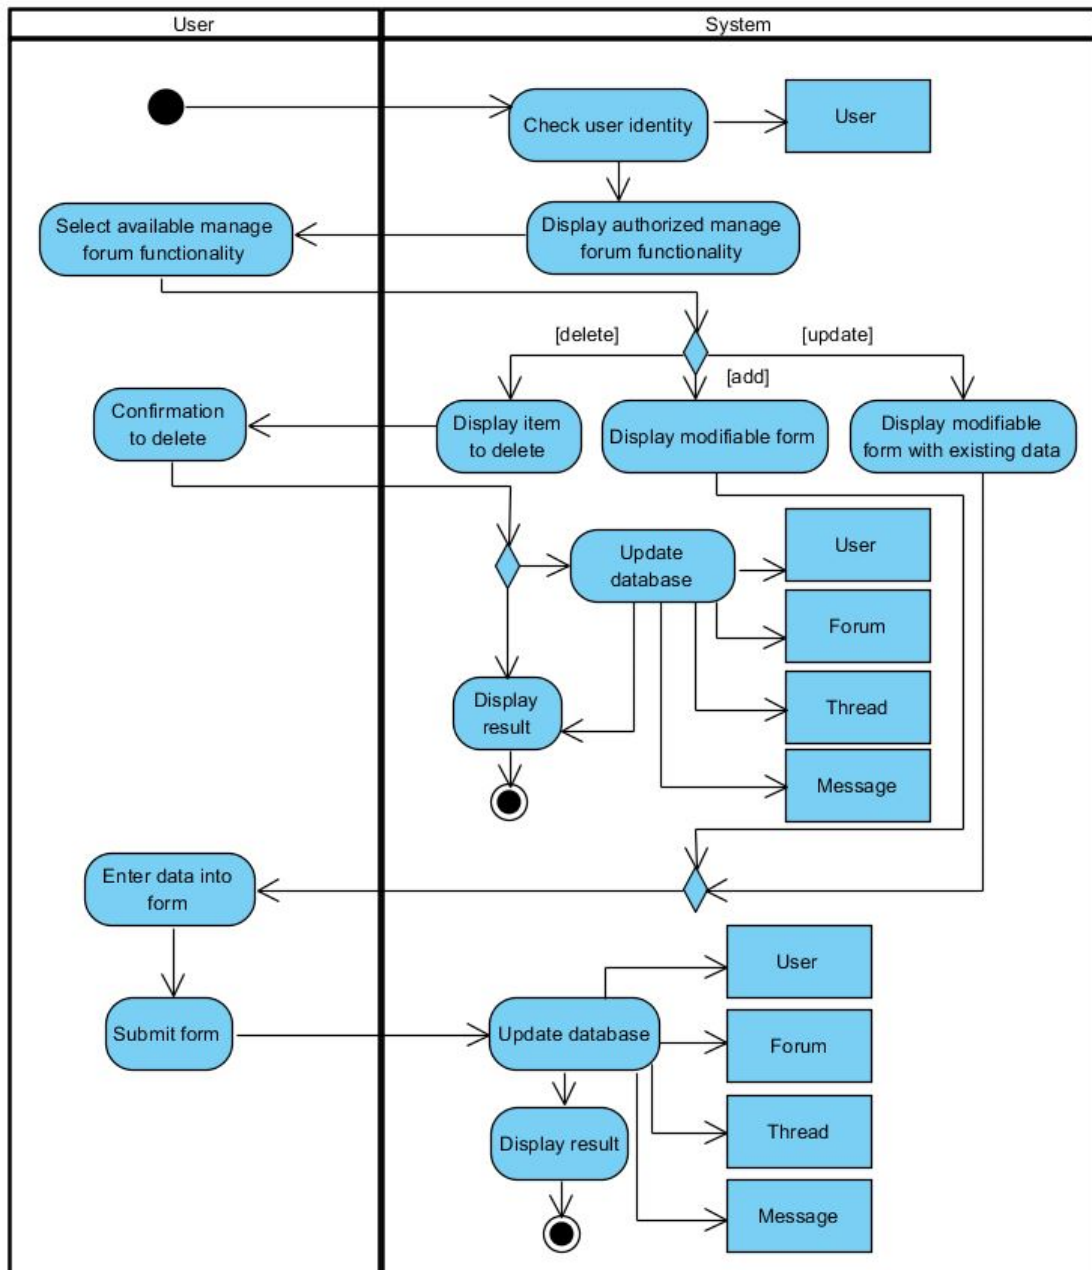 User
System
Check user identity
User
Select available manage
forum functionality
Display authorized manage
forum functionality
[delete]
[update]
[add]
Confirmation
to delete
Display item
to delete
Display modifiable form
Display modifiable
form with existing data
Update
database
User
Forum
Thread
Display
result
Message
Enter data into
form
User
Submit form
Update database
Forum
Thread
Display result
Message